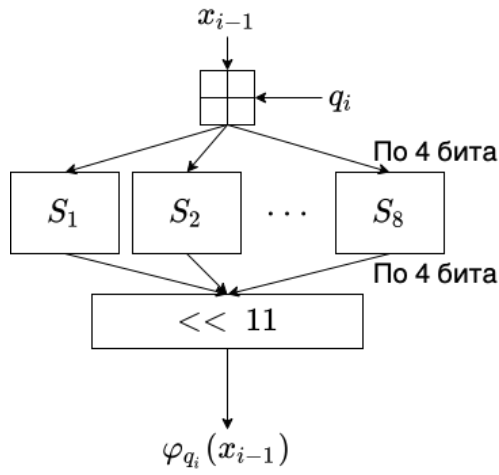 x_{i−1}
q_i
По 4 бита
S_1 S_2 ⋯ S_8
По 4 бита
<< 11
φ_{q_i}(x_{i−1})